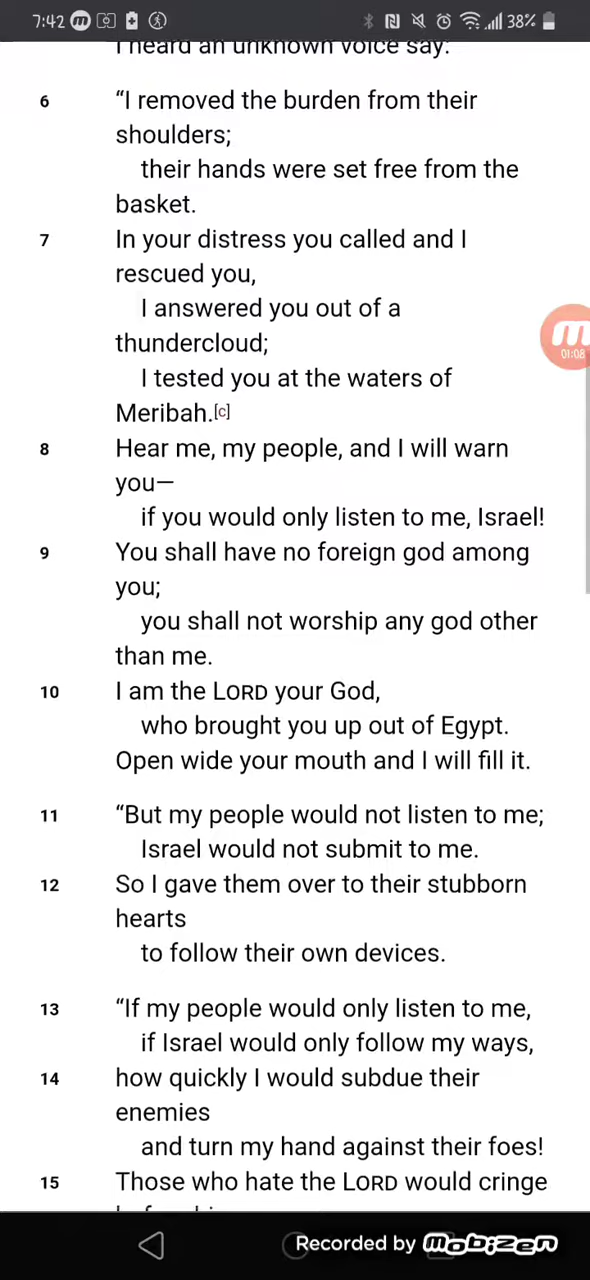 7:42 38%
I heard an unknown voice say:
6 “I removed the burden from their
shoulders;
their hands were set free from the
basket.
7 In your distress you called and I
rescued you,
I answered you out of a
thundercloud;
I tested you at the waters of
Meribah.[c]
8 Hear me, my people, and I will warn
you—
if you would only listen to me, Israel!
9 You shall have no foreign god among
you;
you shall not worship any god other
than me.
10 I am the LORD your God,
who brought you up out of Egypt.
Open wide your mouth and I will fill it.
11 “But my people would not listen to me;
Israel would not submit to me.
12 So I gave them over to their stubborn
hearts
to follow their own devices.
13 “If my people would only listen to me,
if Israel would only follow my ways,
14 how quickly I would subdue their
enemies
and turn my hand against their foes!
15 Those who hate the LORD would cringe
01:08
Recorded by mobizen